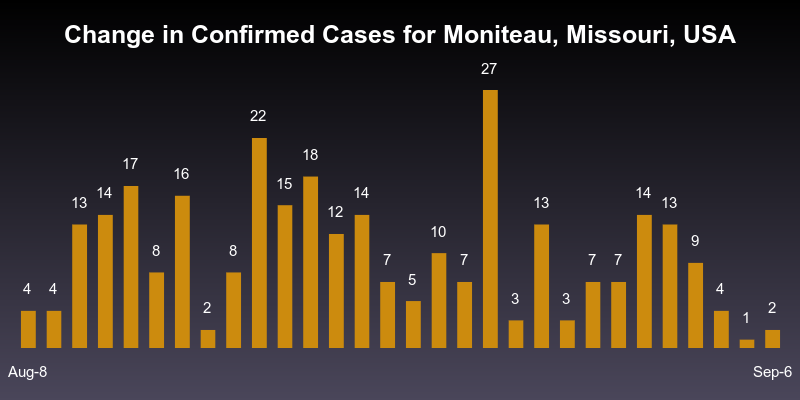 Change in Confirmed Cases for Moniteau, Missouri, USA
4 4 13 14 17 8 16 2 8 22 15 18 12 14 7 5 10 7 27 3 13 3 7 7 14 13 9 4 1 2
Aug-8 Sep-6